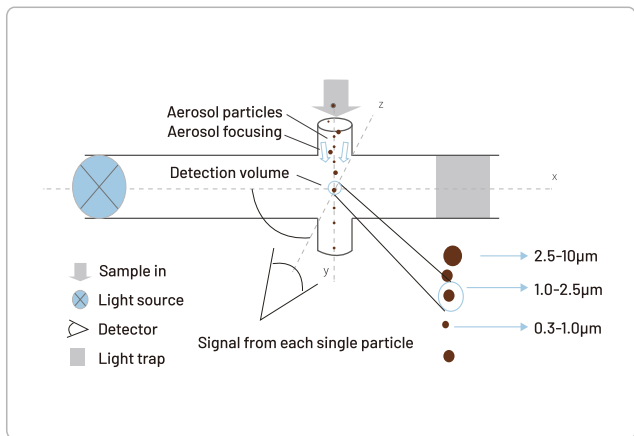 z
Aerosol particles
Aerosol focusing
Detection volume
x
y
2.5-10μm
1.0-2.5μm
0.3-1.0μm
Sample in
Light source
Detector
Light trap
Signal from each single particle